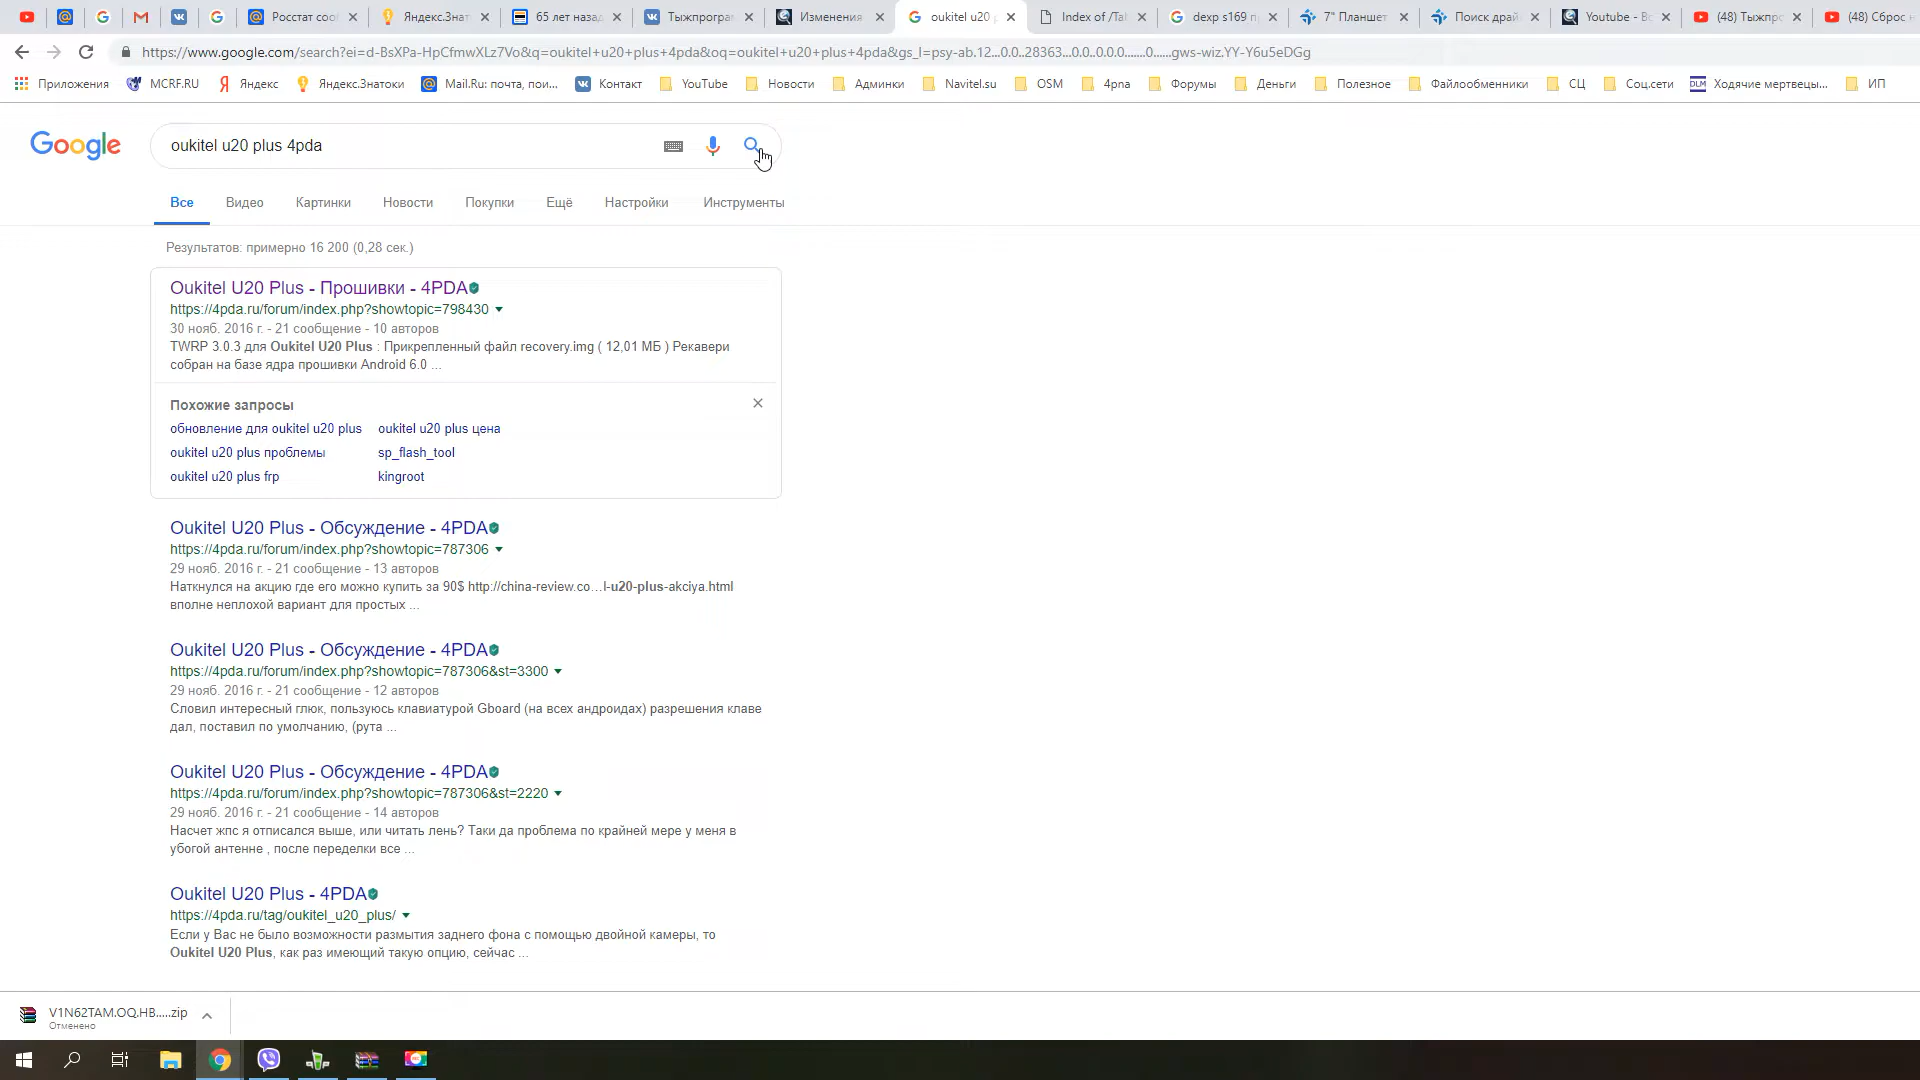 Росстат соо
Яндекс.Знат
65 лет назад
Тыжпрограм
Изменения
oukitel u20 p
Index of /Tab
dexp s169 п
7" Планшет
Поиск драй
Youtube - Во
(48) Тыжпро
(48) Сброс
https://www.google.com/search?ei=d-BsXPa-HpCfmwXLz7Vo&q=oukitel+u20+plus+4pda&oq=oukitel+u20+plus+4pda&gs_l=psy-ab.12...0.0..28363...0.0..0.0.0.......0......gws-wiz.YY-Y6u5eDGg
Приложения MCRF.RU Яндекс Яндекс.Знатоки Mail.Ru: почта, пои... Контакт YouTube Новости Админки Navitel.su OSM 4pna Форумы Деньги Полезное Файлообменники СЦ Соц.сети Ходячие мертвецы... ИП
Google oukitel u20 plus 4pda
Все Видео Картинки Новости Покупки Ещё Настройки Инструменты
Результатов: примерно 16 200 (0,28 сек.)
Oukitel U20 Plus - Прошивки - 4PDA
https://4pda.ru/forum/index.php?showtopic=798430
30 нояб. 2016 г. - 21 сообщение - 10 авторов
TWRP 3.0.3 для Oukitel U20 Plus : Прикрепленный файл recovery.img ( 12,01 МБ ) Рекавери
собран на базе ядра прошивки Android 6.0 ...
Похожие запросы
обновление для oukitel u20 plus oukitel u20 plus цена
oukitel u20 plus проблемы sp_flash_tool
oukitel u20 plus frp kingroot
Oukitel U20 Plus - Обсуждение - 4PDA
https://4pda.ru/forum/index.php?showtopic=787306
29 нояб. 2016 г. - 21 сообщение - 13 авторов
Наткнулся на акцию где его можно купить за 90$ http://china-review.co…l-u20-plus-akciya.html
вполне неплохой вариант для простых ...
Oukitel U20 Plus - Обсуждение - 4PDA
https://4pda.ru/forum/index.php?showtopic=787306&st=3300
29 нояб. 2016 г. - 21 сообщение - 12 авторов
Словил интересный глюк, пользуюсь клавиатурой Gboard (на всех андроидах) разрешения клаве
дал, поставил по умолчанию, (рута ...
Oukitel U20 Plus - Обсуждение - 4PDA
https://4pda.ru/forum/index.php?showtopic=787306&st=2220
29 нояб. 2016 г. - 21 сообщение - 14 авторов
Насчет жпс я отписался выше, или читать лень? Таки да проблема по крайней мере у меня в
убогой антенне , после переделки все ...
Oukitel U20 Plus - 4PDA
https://4pda.ru/tag/oukitel_u20_plus/
Если у Вас не было возможности размытия заднего фона с помощью двойной камеры, то
Oukitel U20 Plus, как раз имеющий такую опцию, сейчас ...
V1N62TAM.OQ.HB.....zip
Отменено